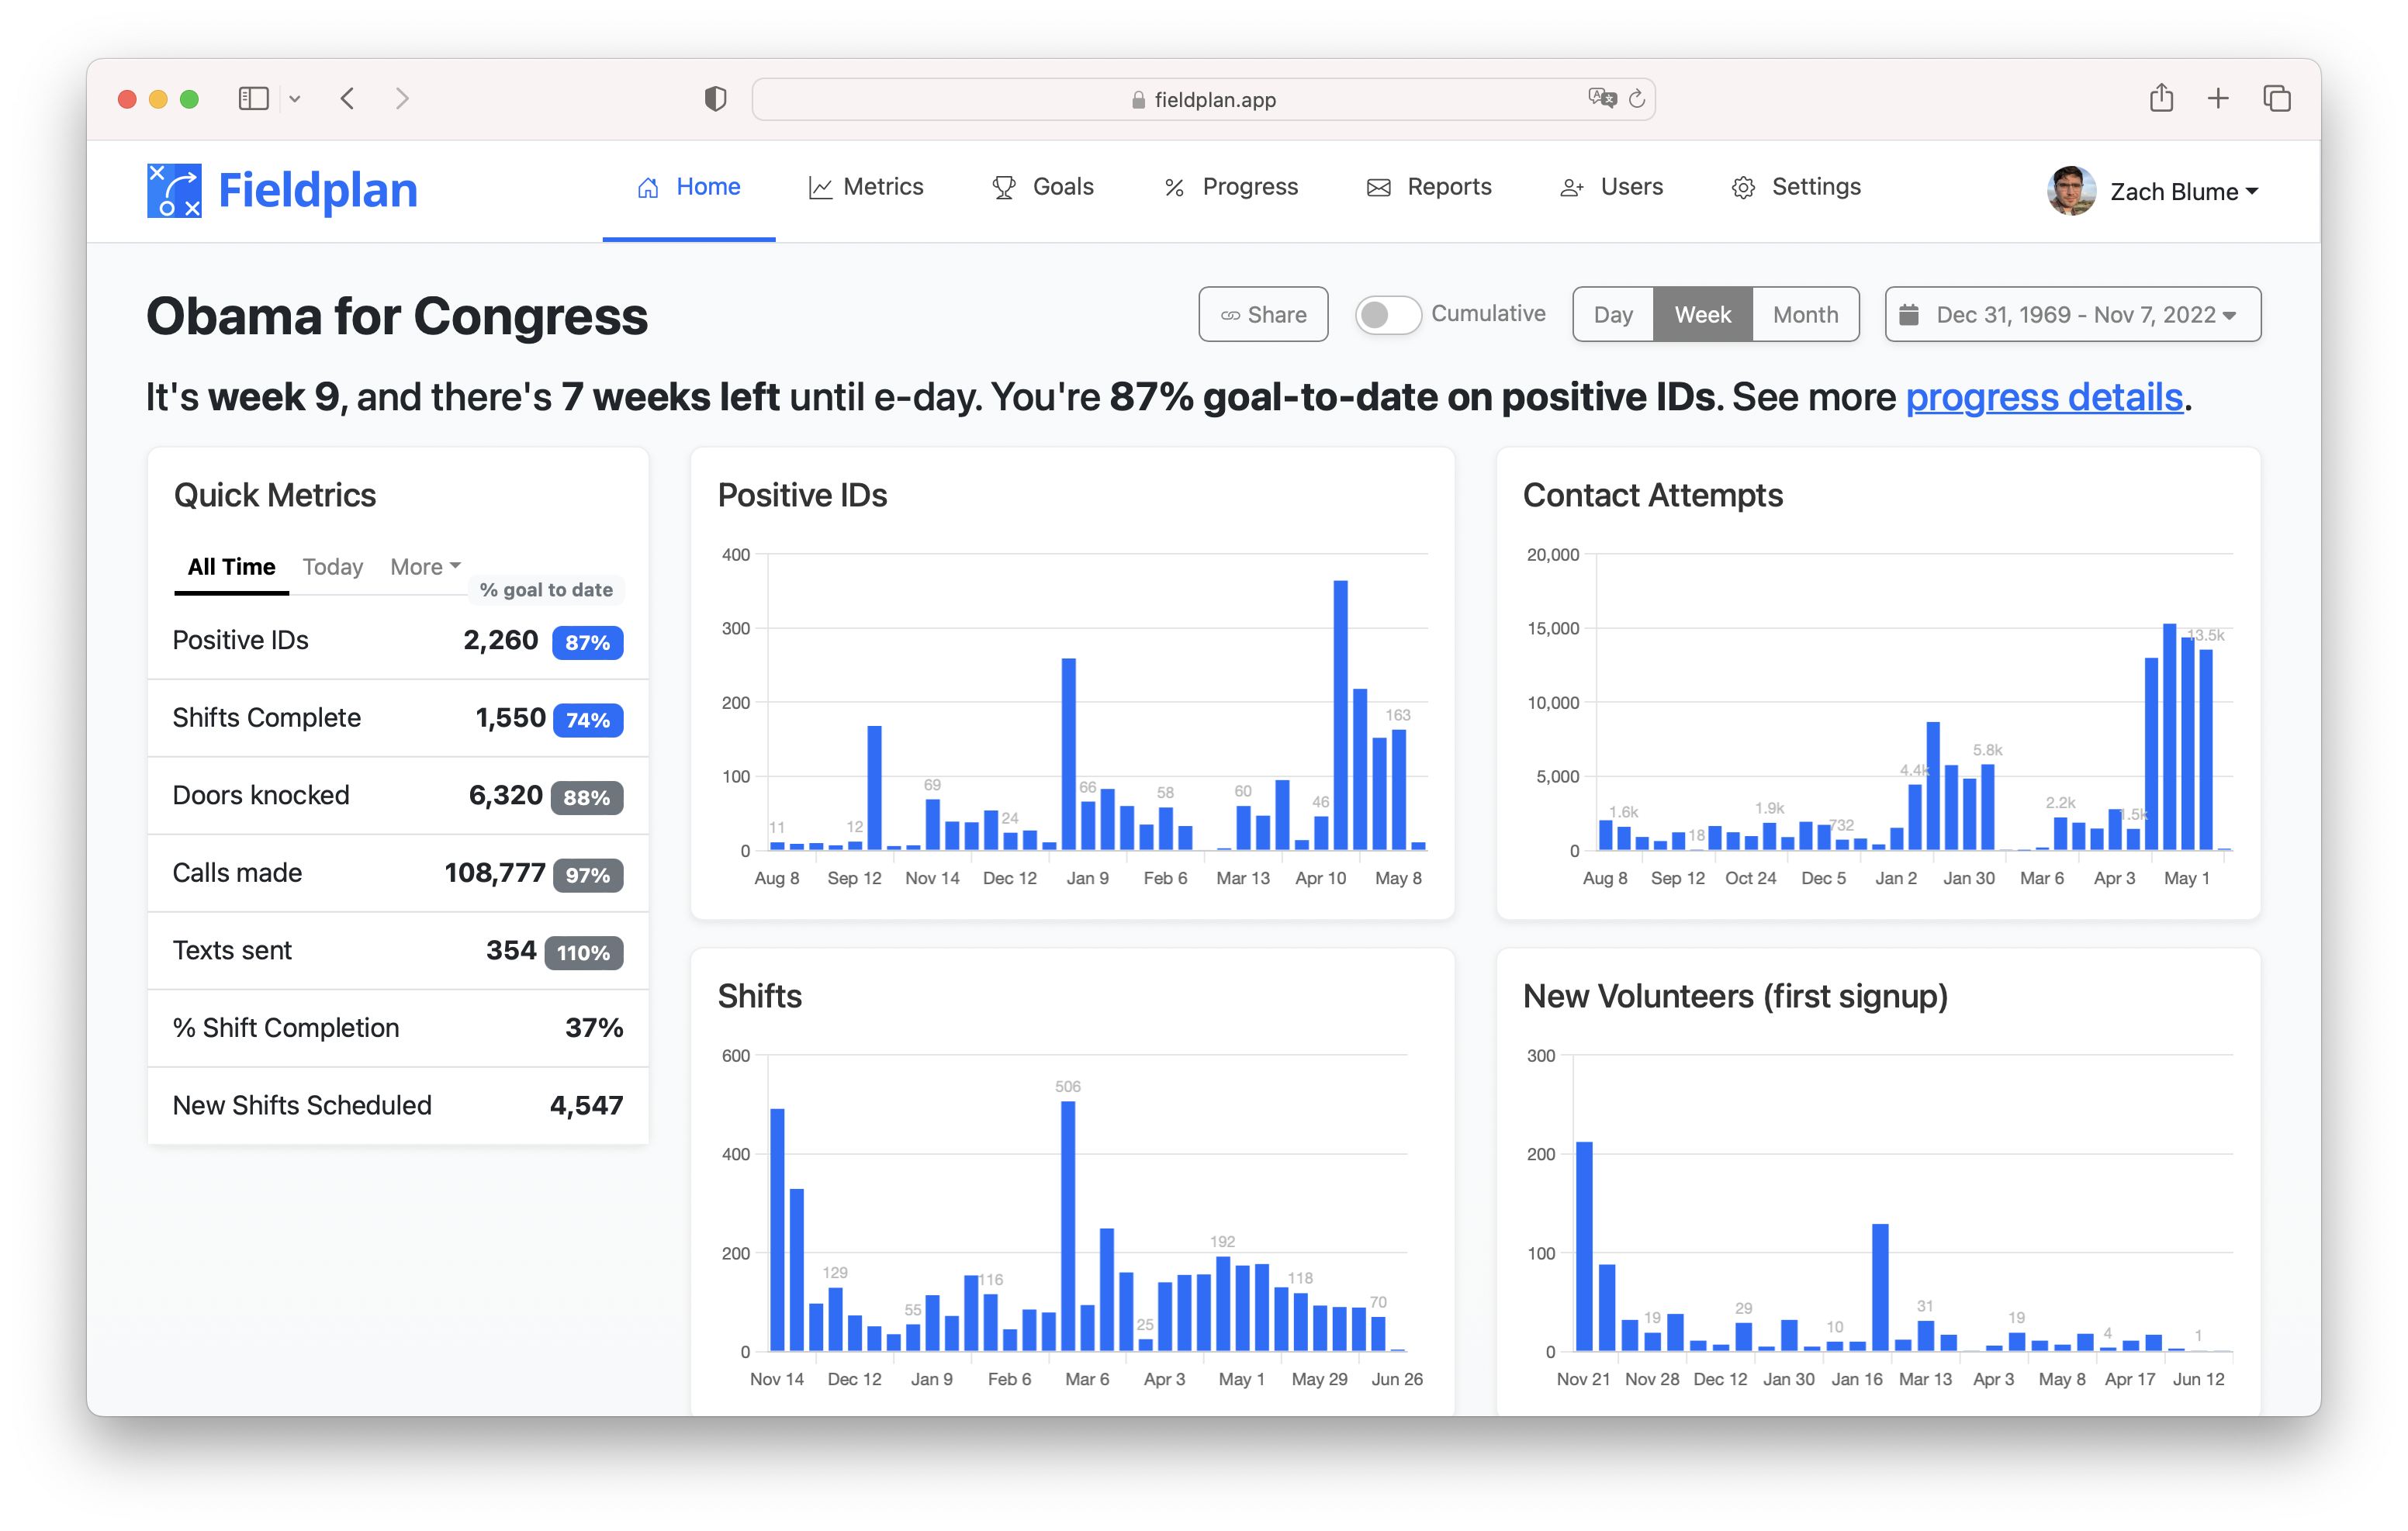 fieldplan.app
Fieldplan
Home
Metrics
Goals
Progress
Reports
Users
Settings
Zach Blume
Obama for Congress
Share
Cumulative
Day
Week
Month
Dec 31, 1969 - Nov 7, 2022
It's week 9, and there's 7 weeks left until e-day. You're 87% goal-to-date on positive IDs. See more progress details.
Quick Metrics
All Time
Today
More
% goal to date
Positive IDs 2,260 87%
Shifts Complete 1,550 74%
Doors knocked 6,320 88%
Calls made 108,777 97%
Texts sent 354 110%
% Shift Completion 37%
New Shifts Scheduled 4,547
Positive IDs
400
300
200
100
0
11
12
69
24
66
58
60
46
163
Aug 8 Sep 12 Nov 14 Dec 12 Jan 9 Feb 6 Mar 13 Apr 10 May 8
Contact Attempts
20,000
15,000
10,000
5,000
0
1.6k
18
1.9k
732
4.4k
5.8k
2.2k
1.5k
13.5k
Aug 8 Sep 12 Oct 24 Dec 5 Jan 2 Jan 30 Mar 6 Apr 3 May 1
Shifts
600
400
200
0
129
55
116
506
25
192
118
70
Nov 14 Dec 12 Jan 9 Feb 6 Mar 6 Apr 3 May 1 May 29 Jun 26
New Volunteers (first signup)
300
200
100
0
19
29
10
31
19
4
1
Nov 21 Nov 28 Dec 12 Jan 30 Jan 16 Mar 13 Apr 3 May 8 Apr 17 Jun 12